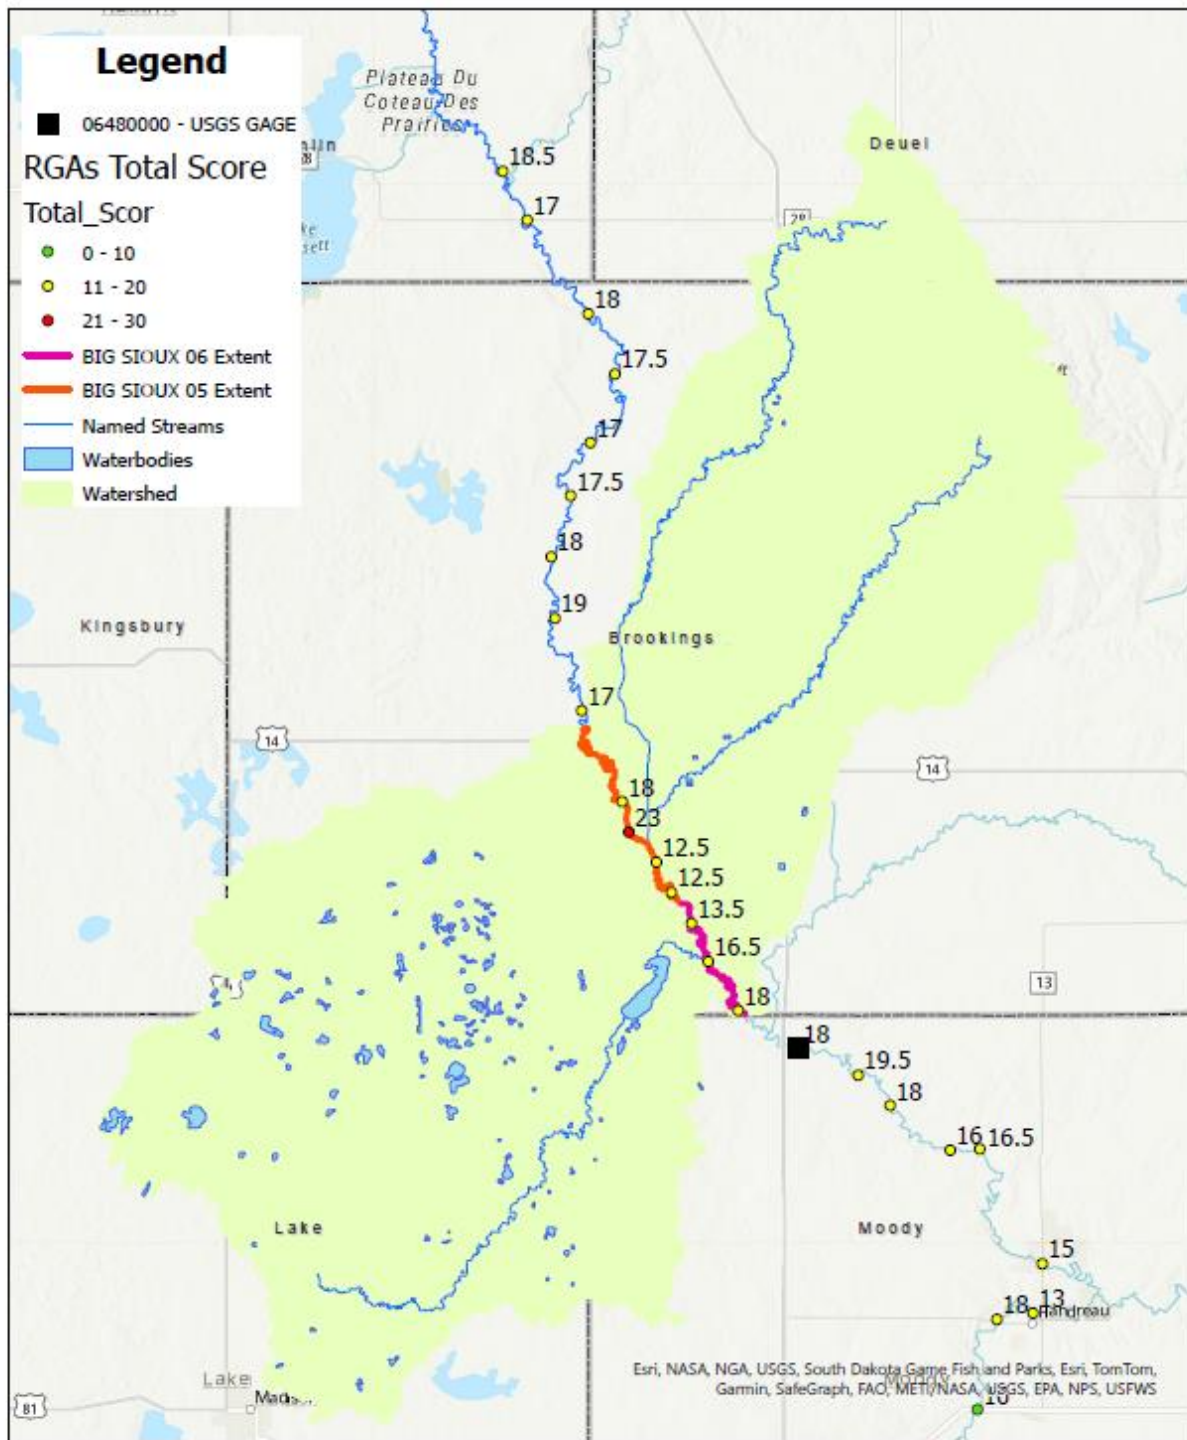 Legend
06480000 - USGS GAGE
RGAs Total Score
Total_Scor
0 - 10
11 - 20
21 - 30
BIG SIOUX 06 Extent
BIG SIOUX 05 Extent
Named Streams
Waterbodies
Watershed
Plateau Du
Coteau Des
Prairies
Deuel
28
18.5
17
18
17.5
17
17.5
18
19
Kingsbury
Brookings
17
14
14
18
23
12.5
12.5
13.5
16.5
13
18
18
19.5
18
16
16.5
Lake
Moody
15
18
13
Flandreau
Esri, NASA, NGA, USGS, South Dakota Game Fish and Parks, Esri, TomTom,
Garmin, SafeGraph, FAO, METI/NASA, USGS, EPA, NPS, USFWS
Lake
Moody
81
10